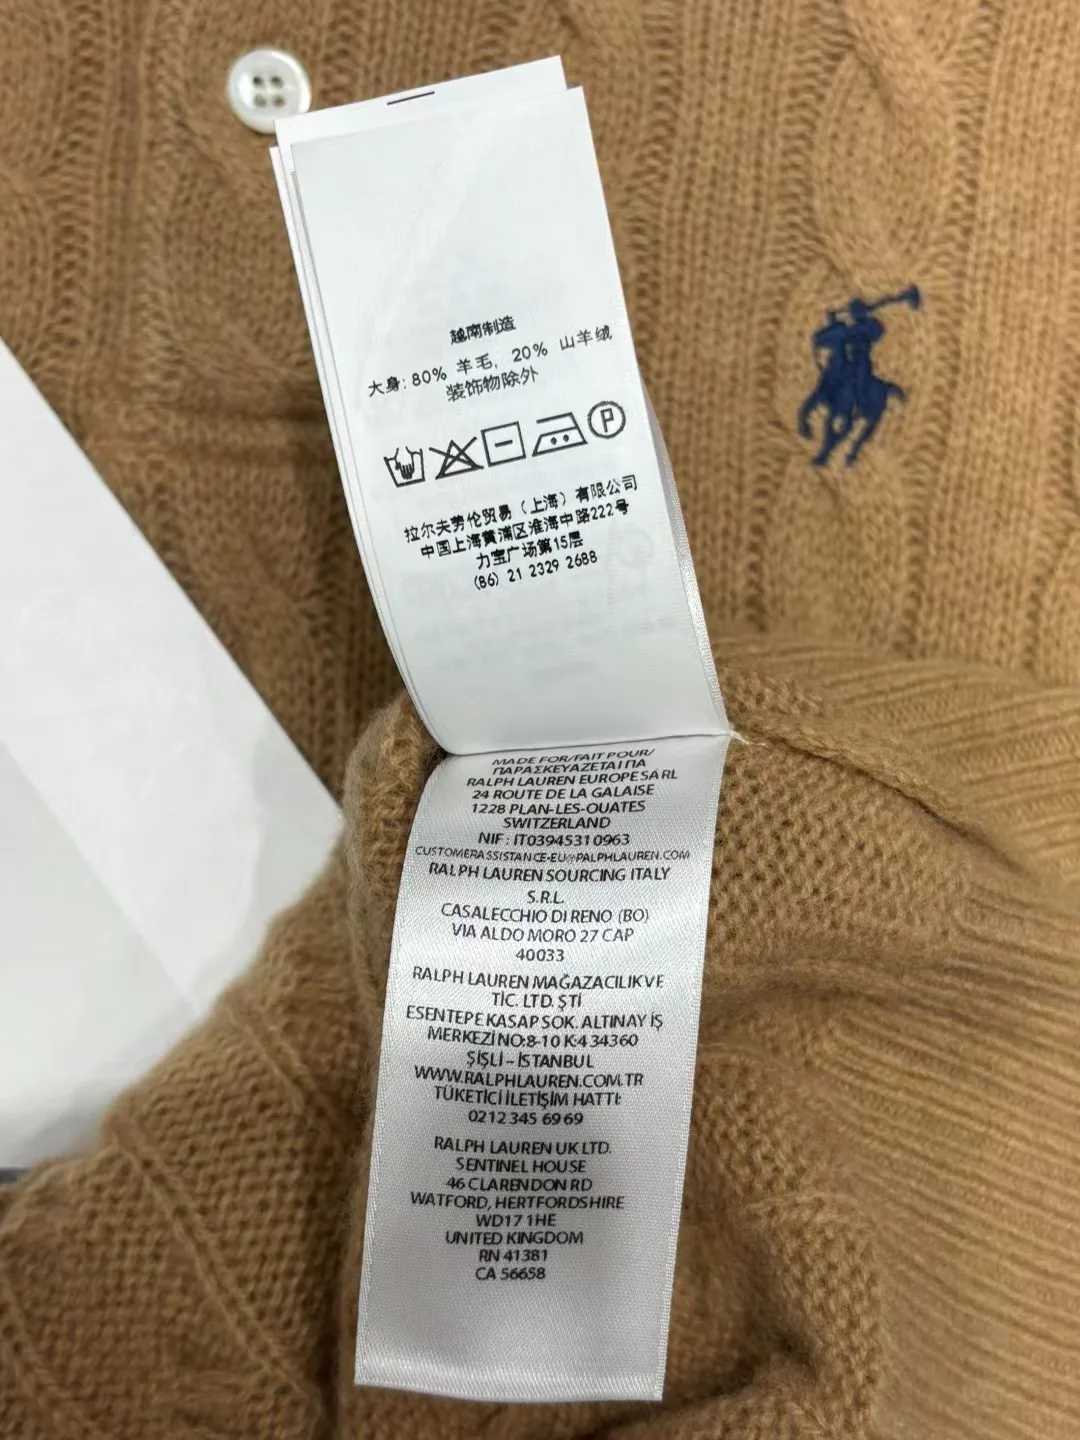 越南制造
大身: 80% 羊毛, 20% 山羊绒
装饰物除外
P
拉尔夫劳伦贸易（上海）有限公司
中国上海黄浦区淮海中路222号
力宝广场第15层
(86) 21 2329 2688
MADE FOR/FAIT POUR/
ΠΑΡΑΣΚΕΥΑΖΕΤΑΙ ΓΙΑ
RALPH LAUREN EUROPE SARL
24 ROUTE DE LA GALAISE
1228 PLAN-LES-OUATES
SWITZERLAND
NIF: IT03945310963
CUSTOMERASSISTANCE-EU@PALPHLAUREN.COM
RALPH LAUREN SOURCING ITALY
S.R.L.
CASALECCHIO DI RENO (BO)
VIA ALDO MORO 27 CAP
40033
RALPH LAUREN MAĞAZACILIK VE
TİC. LTD. ŞTİ
ESENTEPE KASAP SOK. ALTINAY İŞ
MERKEZİ NO:8-10 K:4 34360
ŞİŞLİ – İSTANBUL
WWW.RALPHLAUREN.COM.TR
TÜKETİCİ İLETİŞİM HATTI:
0212 345 69 69
RALPH LAUREN UK LTD.
SENTINEL HOUSE
46 CLARENDON RD
WATFORD, HERTFORDSHIRE
WD17 1HE
UNITED KINGDOM
RN 41381
CA 56658